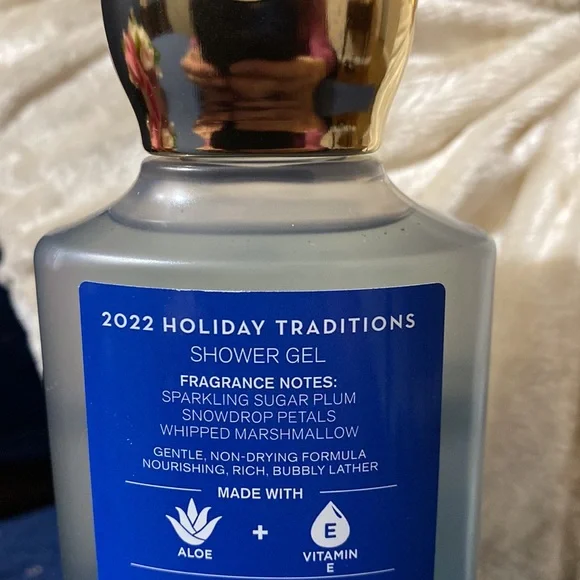 2022 HOLIDAY TRADITIONS
SHOWER GEL
FRAGRANCE NOTES:
SPARKLING SUGAR PLUM
SNOWDROP PETALS
WHIPPED MARSHMALLOW
GENTLE, NON-DRYING FORMULA
NOURISHING, RICH, BUBBLY LATHER
MADE WITH
E
ALOE + VITAMIN
E